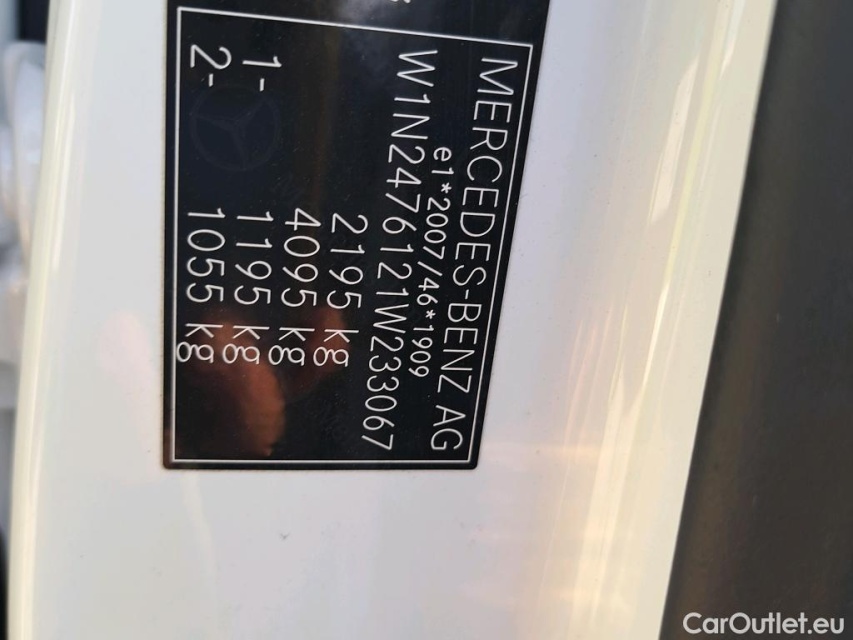 MERCEDES-BENZ AG
e1*2007/46*1909
W1N2476121W233067
2195 kg
4095 kg
1- 1195 kg
2- 1055 kg
CarOutlet.eu